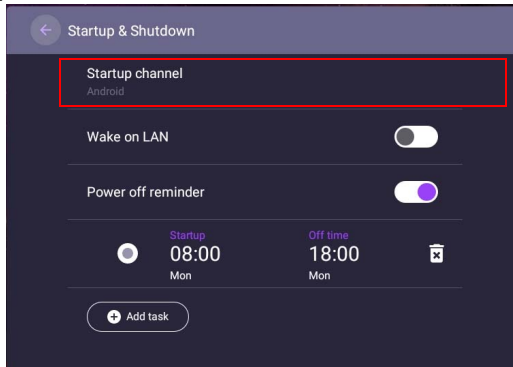 Startup & Shutdown
Startup channel
Android
Wake on LAN
Power off reminder
Startup Off time
08:00 18:00
Mon Mon
Add task